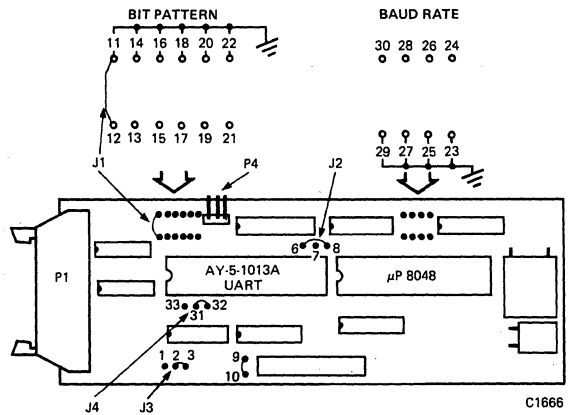 BIT PATTERN
BAUD RATE
11 14 16 18 20 22
30 28 26 24
12 13 15 17 19 21
29 27 25 23
J1
P4
J2
6 7 8
P1
AY-5-1013A
UART
µP 8048
33 31 32
1 2 3
9
10
J4
J3
C1666